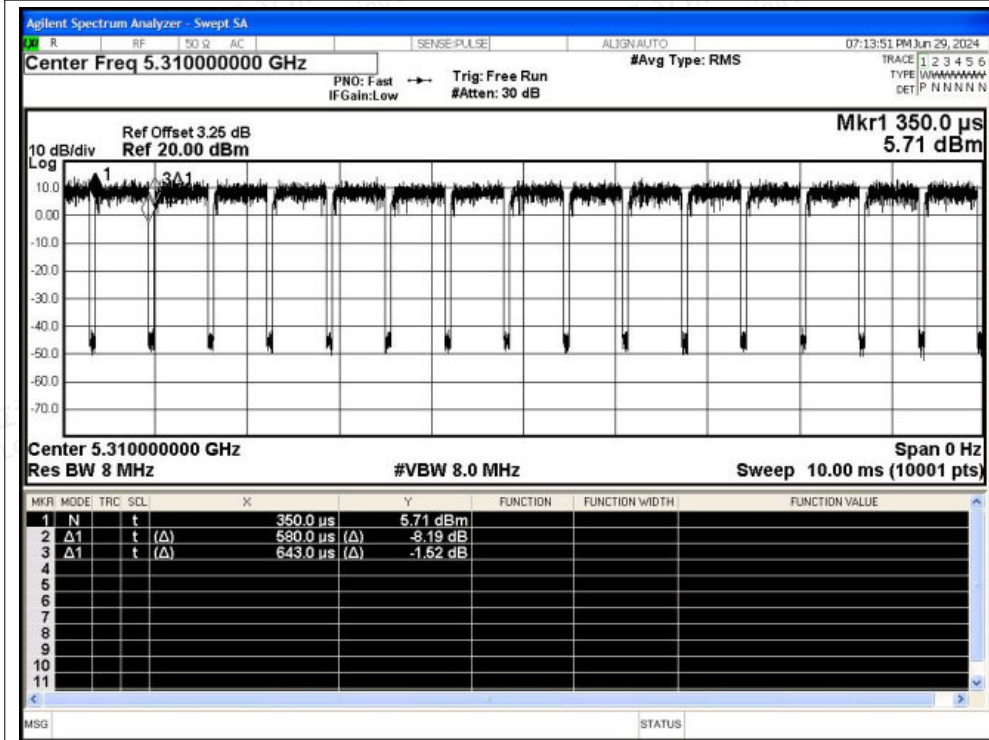 Agilent Spectrum Analyzer - Swept SA
LXI R RF 50 Ω AC SENSE:PULSE ALIGN AUTO 07:13:51 PM Jun 29, 2024
Center Freq 5.310000000 GHz #Avg Type: RMS TRACE 1 2 3 4 5 6
PNO: Fast Trig: Free Run TYPE WWWWWW
IFGain:Low #Atten: 30 dB DET P N N N N N
Mkr1 350.0 µs
Ref Offset 3.25 dB
10 dB/div Ref 20.00 dBm 5.71 dBm
Log
1 3Δ1
10.0
0.00
-10.0
-20.0
-30.0
-40.0
-50.0
-60.0
-70.0
Center 5.310000000 GHz Span 0 Hz
Res BW 8 MHz #VBW 8.0 MHz Sweep 10.00 ms (10001 pts)
MKR MODE TRC SCL X Y FUNCTION FUNCTION WIDTH FUNCTION VALUE
1 N t 350.0 µs 5.71 dBm
2 Δ1 t (Δ) 580.0 µs (Δ) -8.19 dB
3 Δ1 t (Δ) 643.0 µs (Δ) -1.52 dB
4
5
6
7
8
9
10
11
MSG STATUS